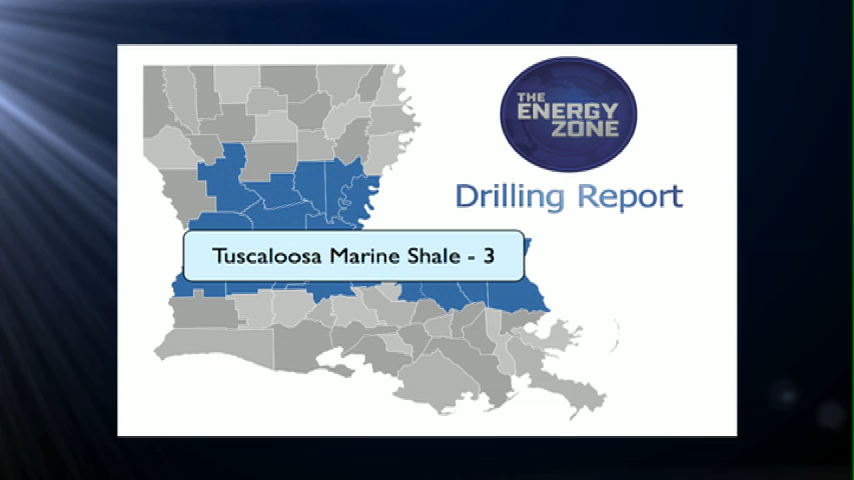 THE
ENERGY
ZONE
Drilling Report
Tuscaloosa Marine Shale - 3